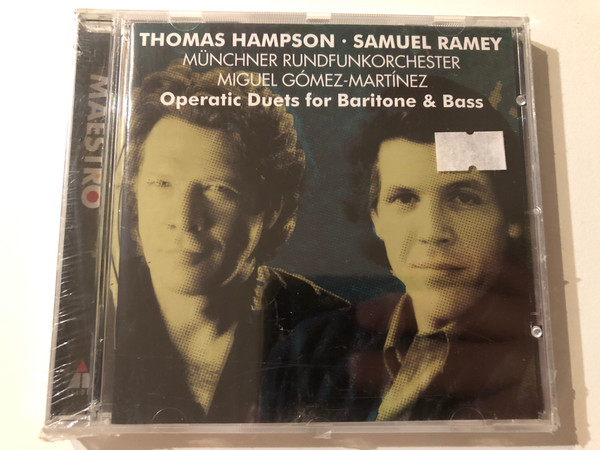 THOMAS HAMPSON · SAMUEL RAMEY
MÜNCHNER RUNDFUNKORCHESTER
MIGUEL GÓMEZ-MARTÍNEZ
Operatic Duets for Baritone & Bass
MAESTRO